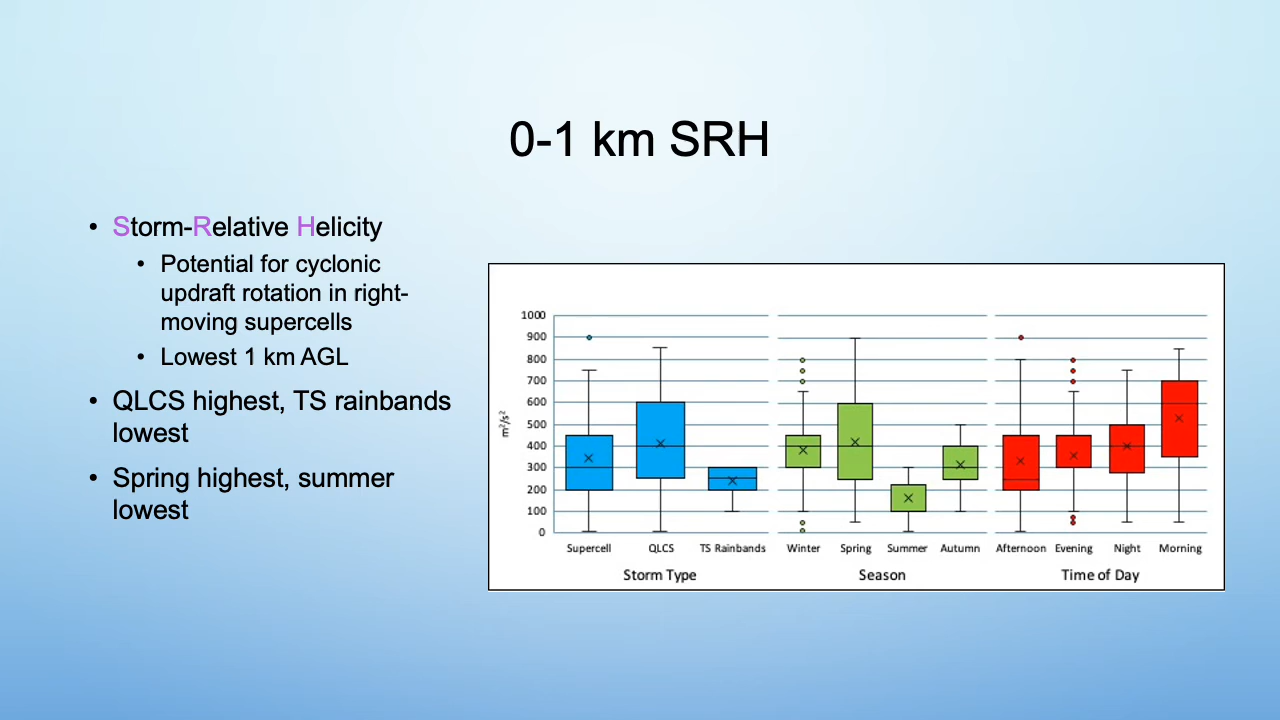 0-1 km SRH
• Storm-Relative Helicity
• Potential for cyclonic
updraft rotation in right-
moving supercells
• Lowest 1 km AGL
• QLCS highest, TS rainbands
lowest
• Spring highest, summer
lowest
1000
900
800
700
600
500
400
300
200
100
0
m²/s²
Supercell QLCS TS Rainbands Winter Spring Summer Autumn Afternoon Evening Night Morning
Storm Type Season Time of Day